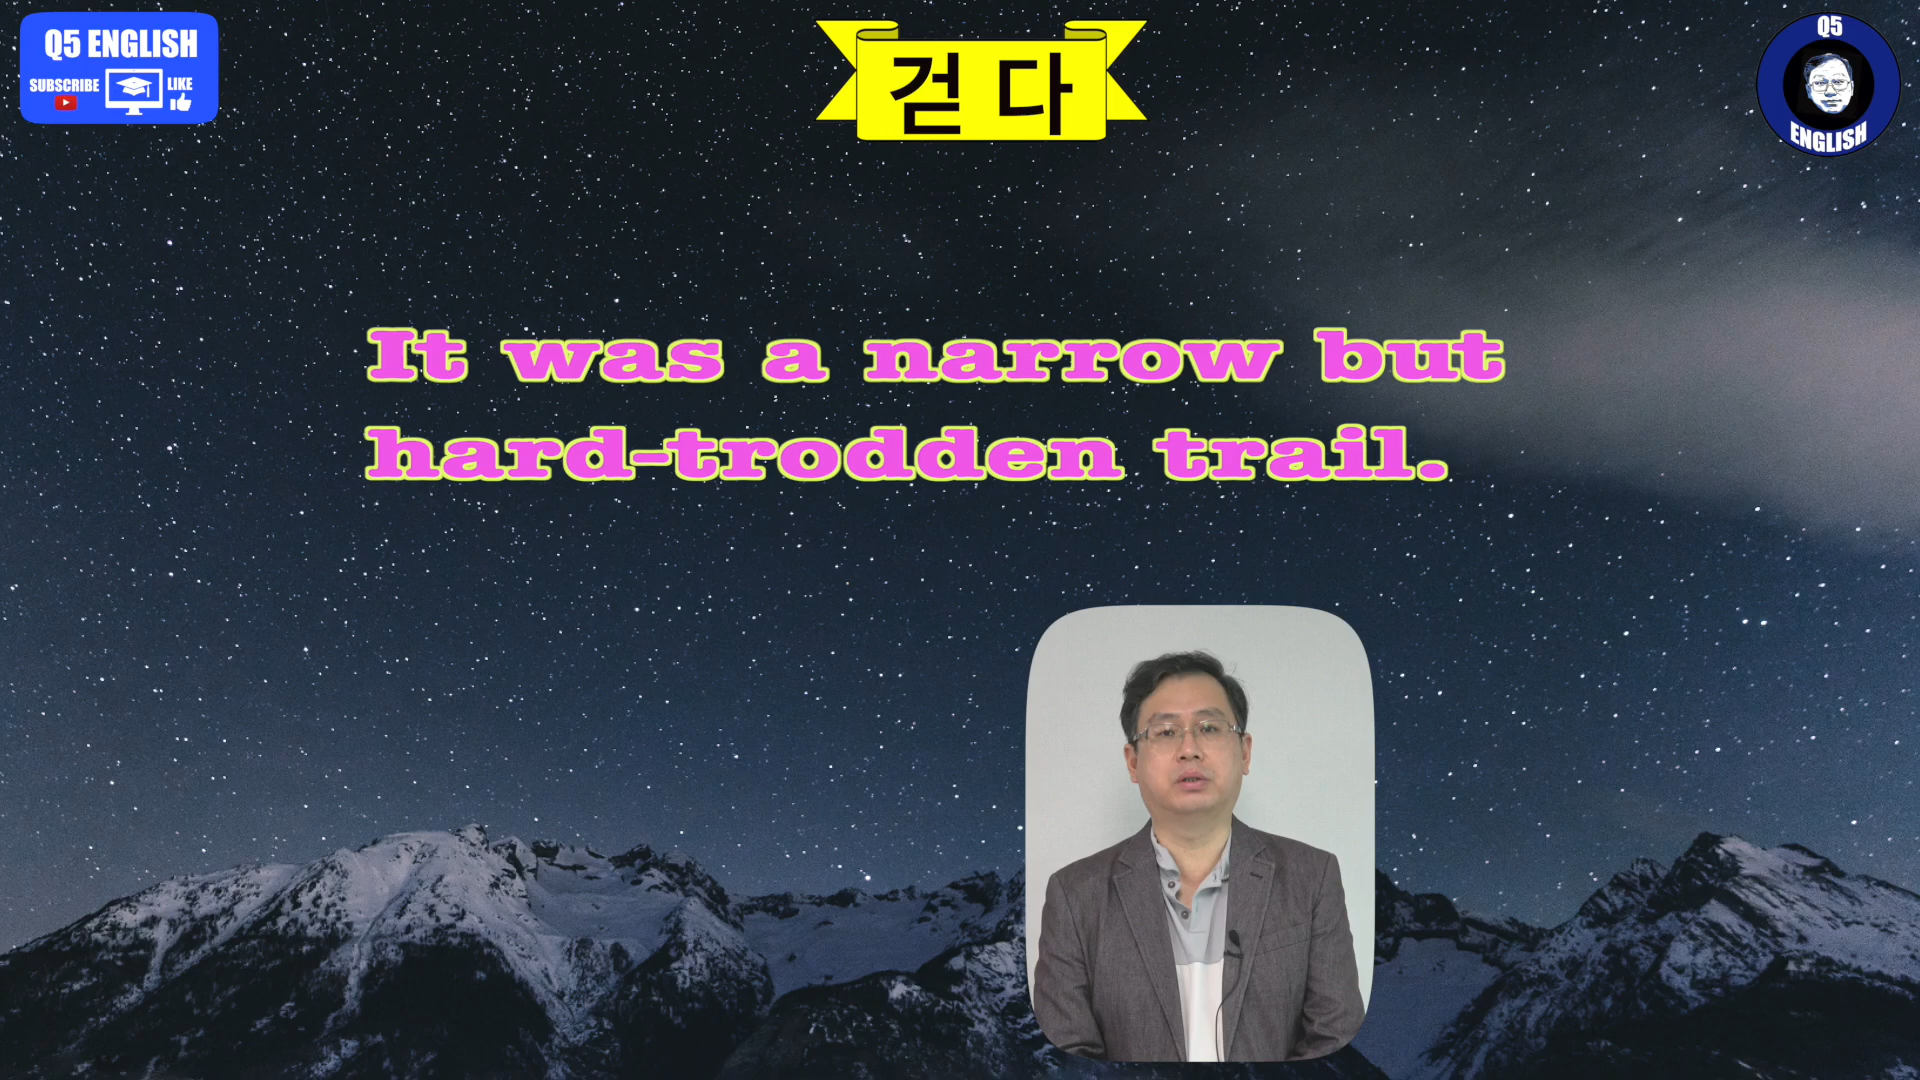 Q5 ENGLISH
SUBSCRIBE
LIKE
걷 다
Q5
ENGLISH
It was a narrow but
hard-trodden trail.